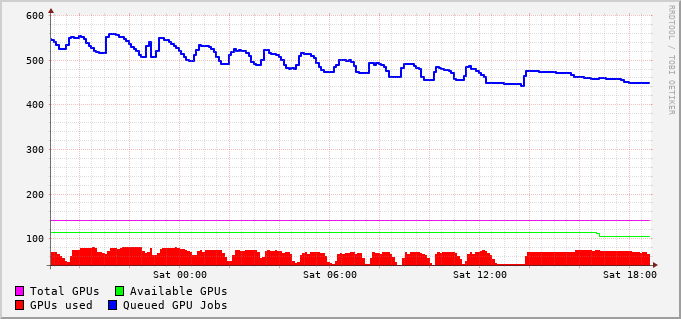 600
500
400
300
200
100
Sat 00:00 Sat 06:00 Sat 12:00 Sat 18:00
Total GPUs Available GPUs
GPUs used Queued GPU Jobs
RRDTOOL / TOBI OETIKER